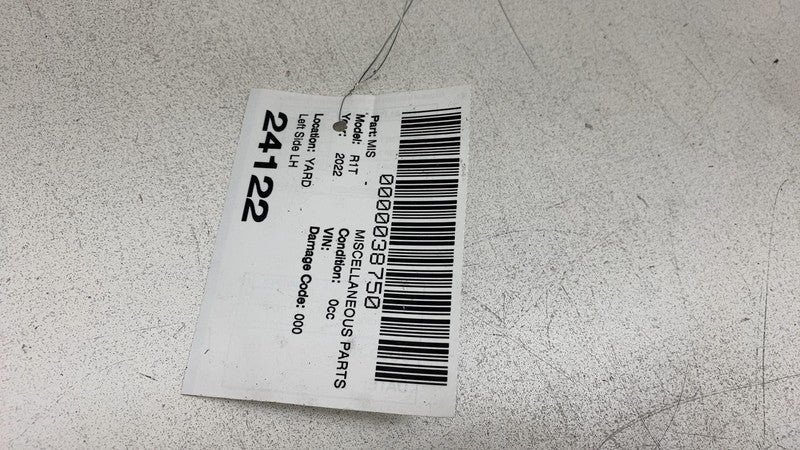 0000038750
Part: MIS - MISCELLANEOUS PARTS
Model: R1T Condition: 0cc
Year: 2022 VIN:
Location: YARD Damage Code: 000
Left Side LH
24122